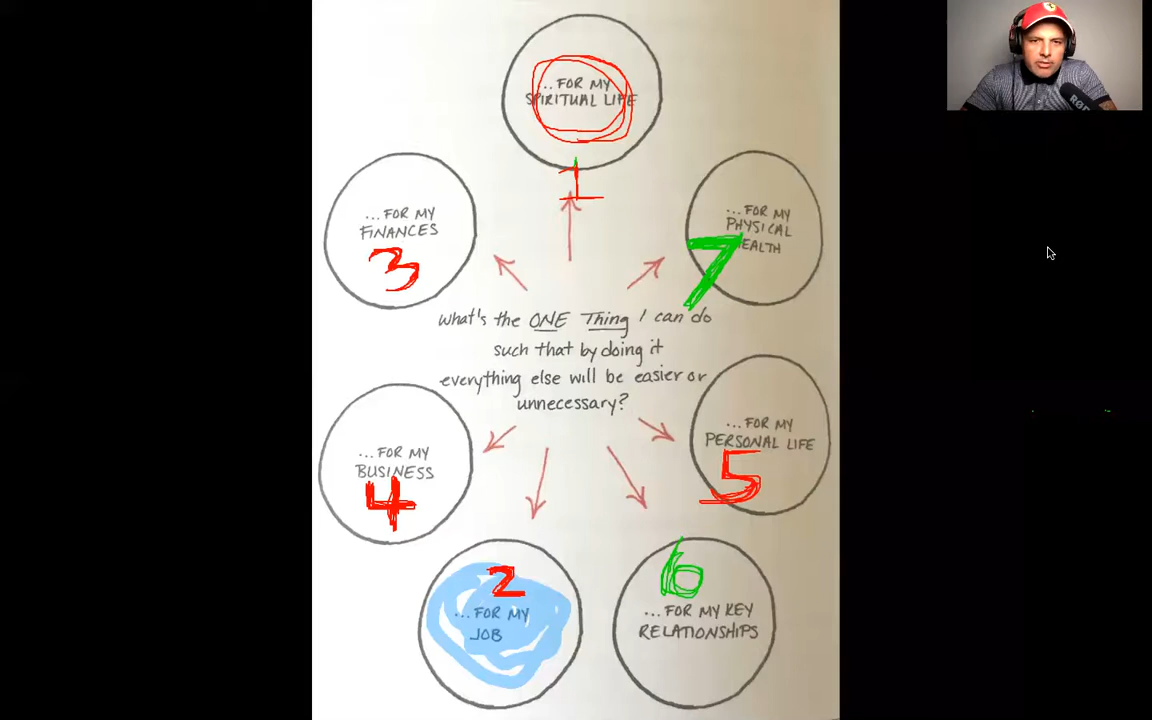 ...FOR MY
SPIRITUAL LIFE
1
...FOR MY
FINANCES
3
...FOR MY
PHYSICAL
HEALTH
7
What's the ONE Thing I can do
such that by doing it
everything else will be easier or
unnecessary?
...FOR MY
BUSINESS
4
...FOR MY
PERSONAL LIFE
5
2
...FOR MY
JOB
6
...FOR MY KEY
RELATIONSHIPS
RØDE